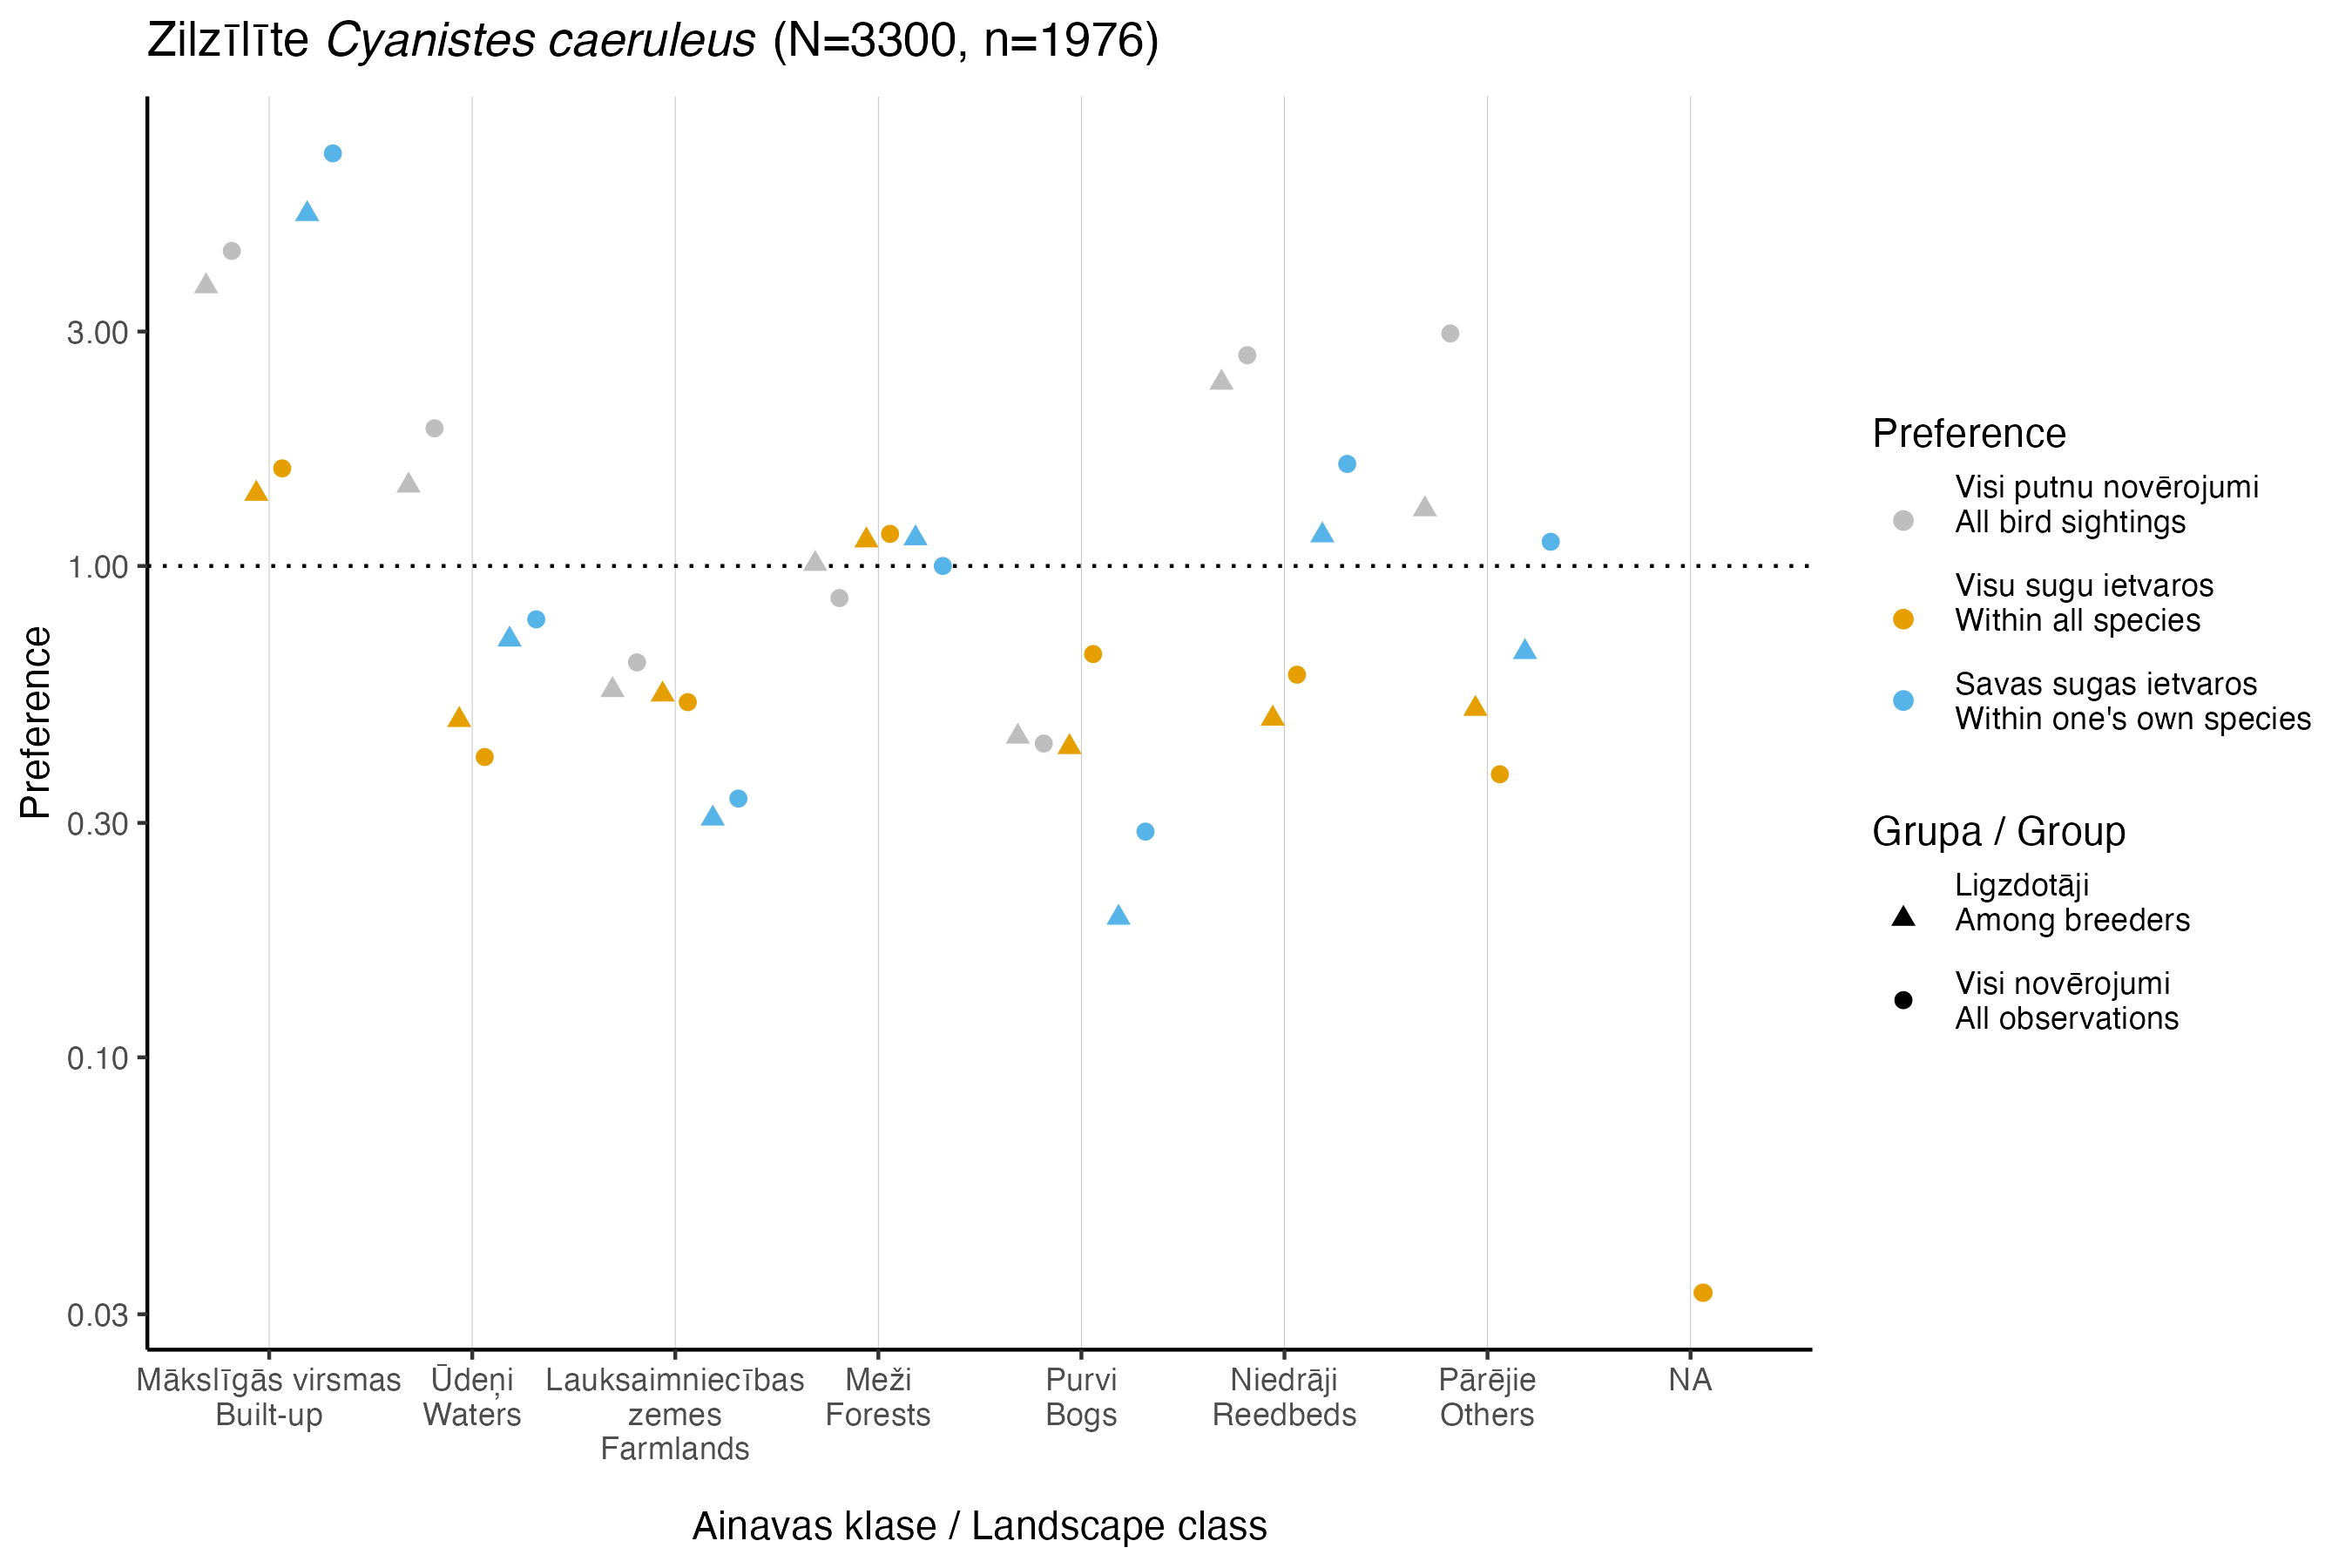 Zilzīlīte Cyanistes caeruleus (N=3300, n=1976)
Preference
3.00
1.00
0.30
0.10
0.03
Mākslīgās virsmas
Built-up
Ūdeņi
Waters
Lauksaimniecības
zemes
Farmlands
Meži
Forests
Purvi
Bogs
Niedrāji
Reedbeds
Pārējie
Others
NA
Ainavas klase / Landscape class
Preference
Visi putnu novērojumi
All bird sightings
Visu sugu ietvaros
Within all species
Savas sugas ietvaros
Within one's own species
Grupa / Group
Ligzdotāji
Among breeders
Visi novērojumi
All observations